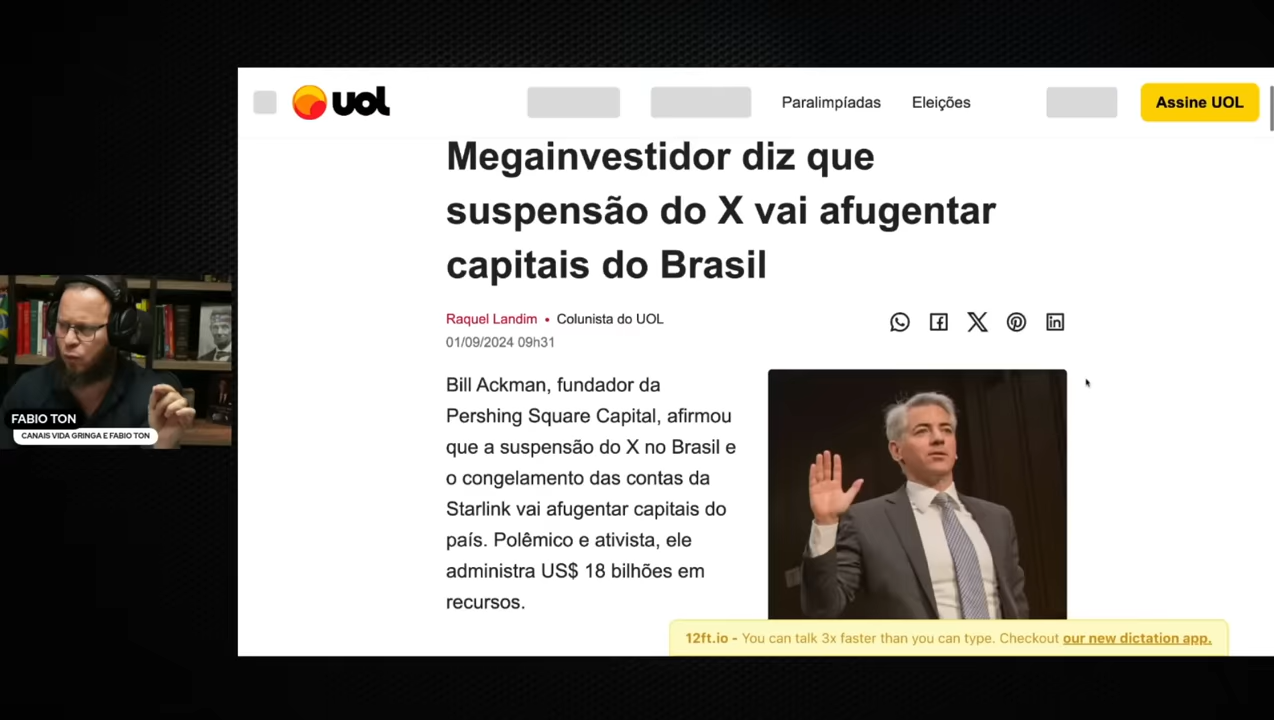 uol
Paralimpíadas
Eleições
Assine UOL
Megainvestidor diz que
suspensão do X vai afugentar
capitais do Brasil
Raquel Landim • Colunista do UOL
01/09/2024 09h31
Bill Ackman, fundador da
Pershing Square Capital, afirmou
que a suspensão do X no Brasil e
o congelamento das contas da
Starlink vai afugentar capitais do
país. Polêmico e ativista, ele
administra US$ 18 bilhões em
recursos.
FABIO TON
CANAIS VIDA GRINGA E FABIO TON
12ft.io - You can talk 3x faster than you can type. Checkout our new dictation app.